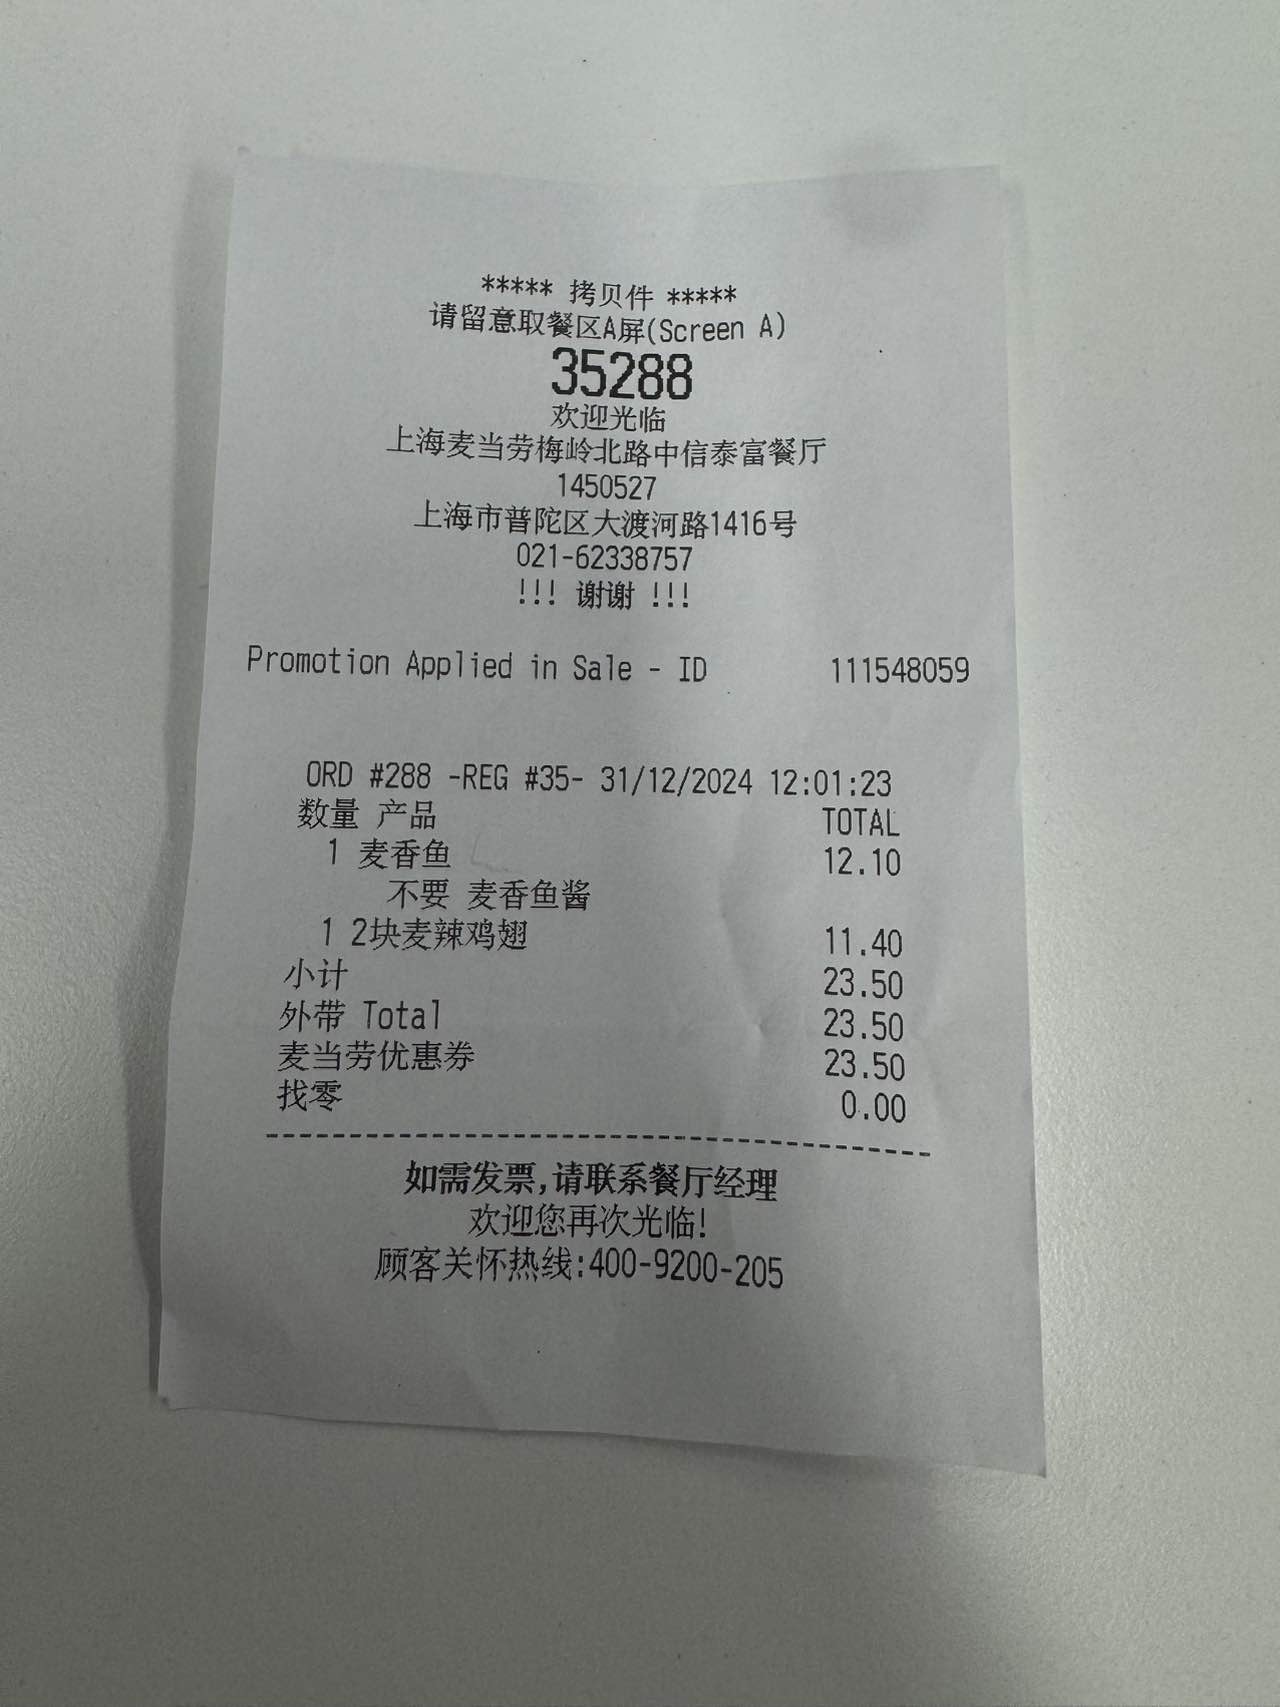 ***** 拷贝件 *****
请留意取餐区A屏(Screen A)
35288
欢迎光临
上海麦当劳梅岭北路中信泰富餐厅
1450527
上海市普陀区大渡河路1416号
021-62338757
!!! 谢谢 !!!
Promotion Applied in Sale - ID 111548059
ORD #288 -REG #35- 31/12/2024 12:01:23
数量 产品 TOTAL
1 麦香鱼 12.10
不要 麦香鱼酱
1 2块麦辣鸡翅 11.40
小计 23.50
外带 Total 23.50
麦当劳优惠券 23.50
找零 0.00
--------------------------------------------
如需发票,请联系餐厅经理
欢迎您再次光临!
顾客关怀热线:400-9200-205